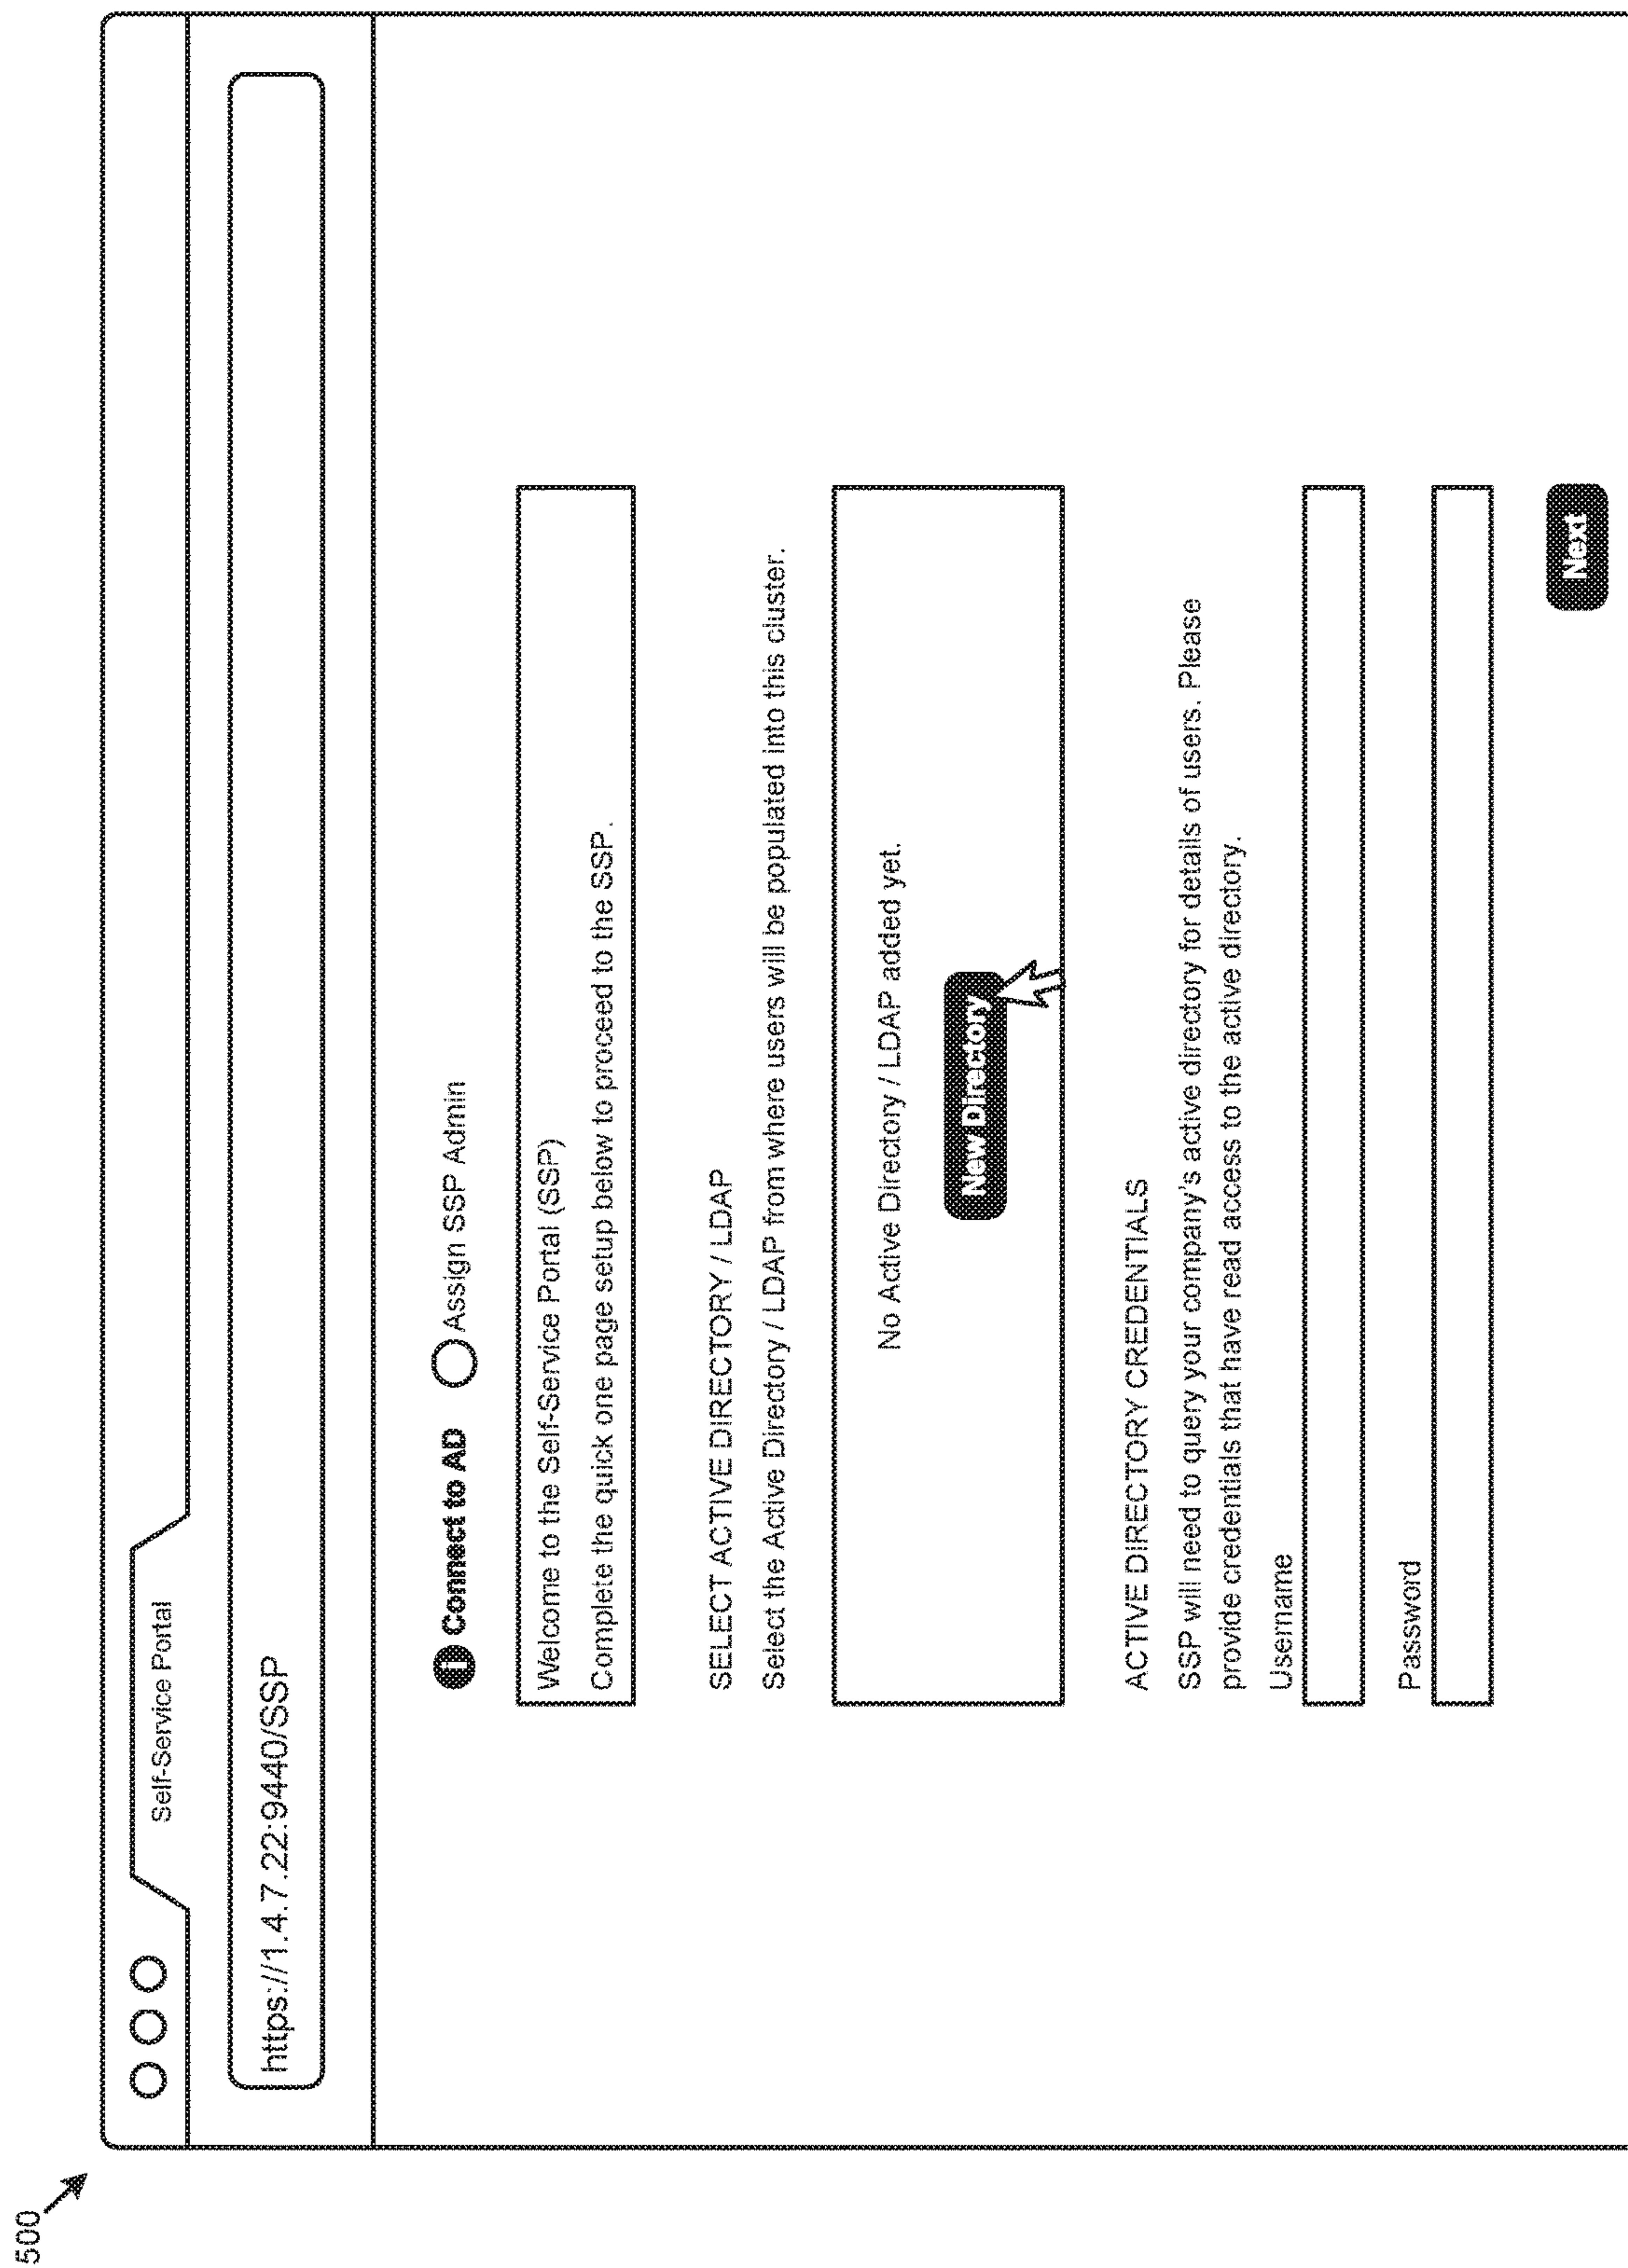 500
Self-Service Portal
https://1.4.7.22:9440/SSP
1 Connect to AD Assign SSP Admin
Welcome to the Self-Service Portal (SSP)
Complete the quick one page setup below to proceed to the SSP.
SELECT ACTIVE DIRECTORY / LDAP
Select the Active Directory / LDAP from where users will be populated into this cluster.
No Active Directory / LDAP added yet.
New Directory
ACTIVE DIRECTORY CREDENTIALS
SSP will need to query your company's active directory for details of users. Please
provide credentials that have read access to the active directory.
Username
Password
Next